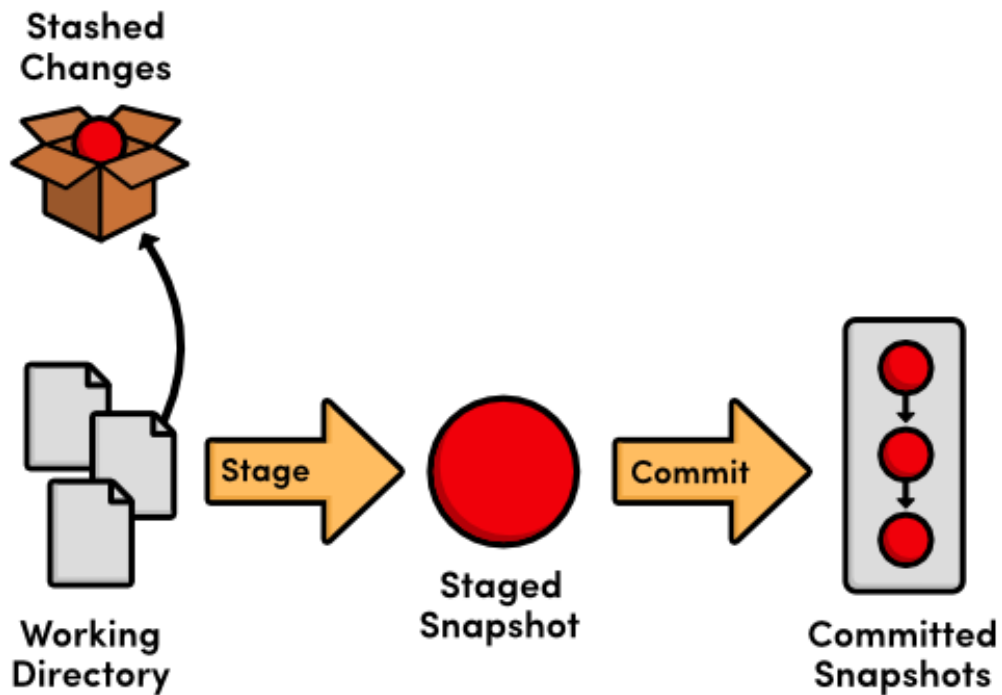 Stashed
Changes
Stage
Commit
Staged
Snapshot
Working
Directory
Committed
Snapshots